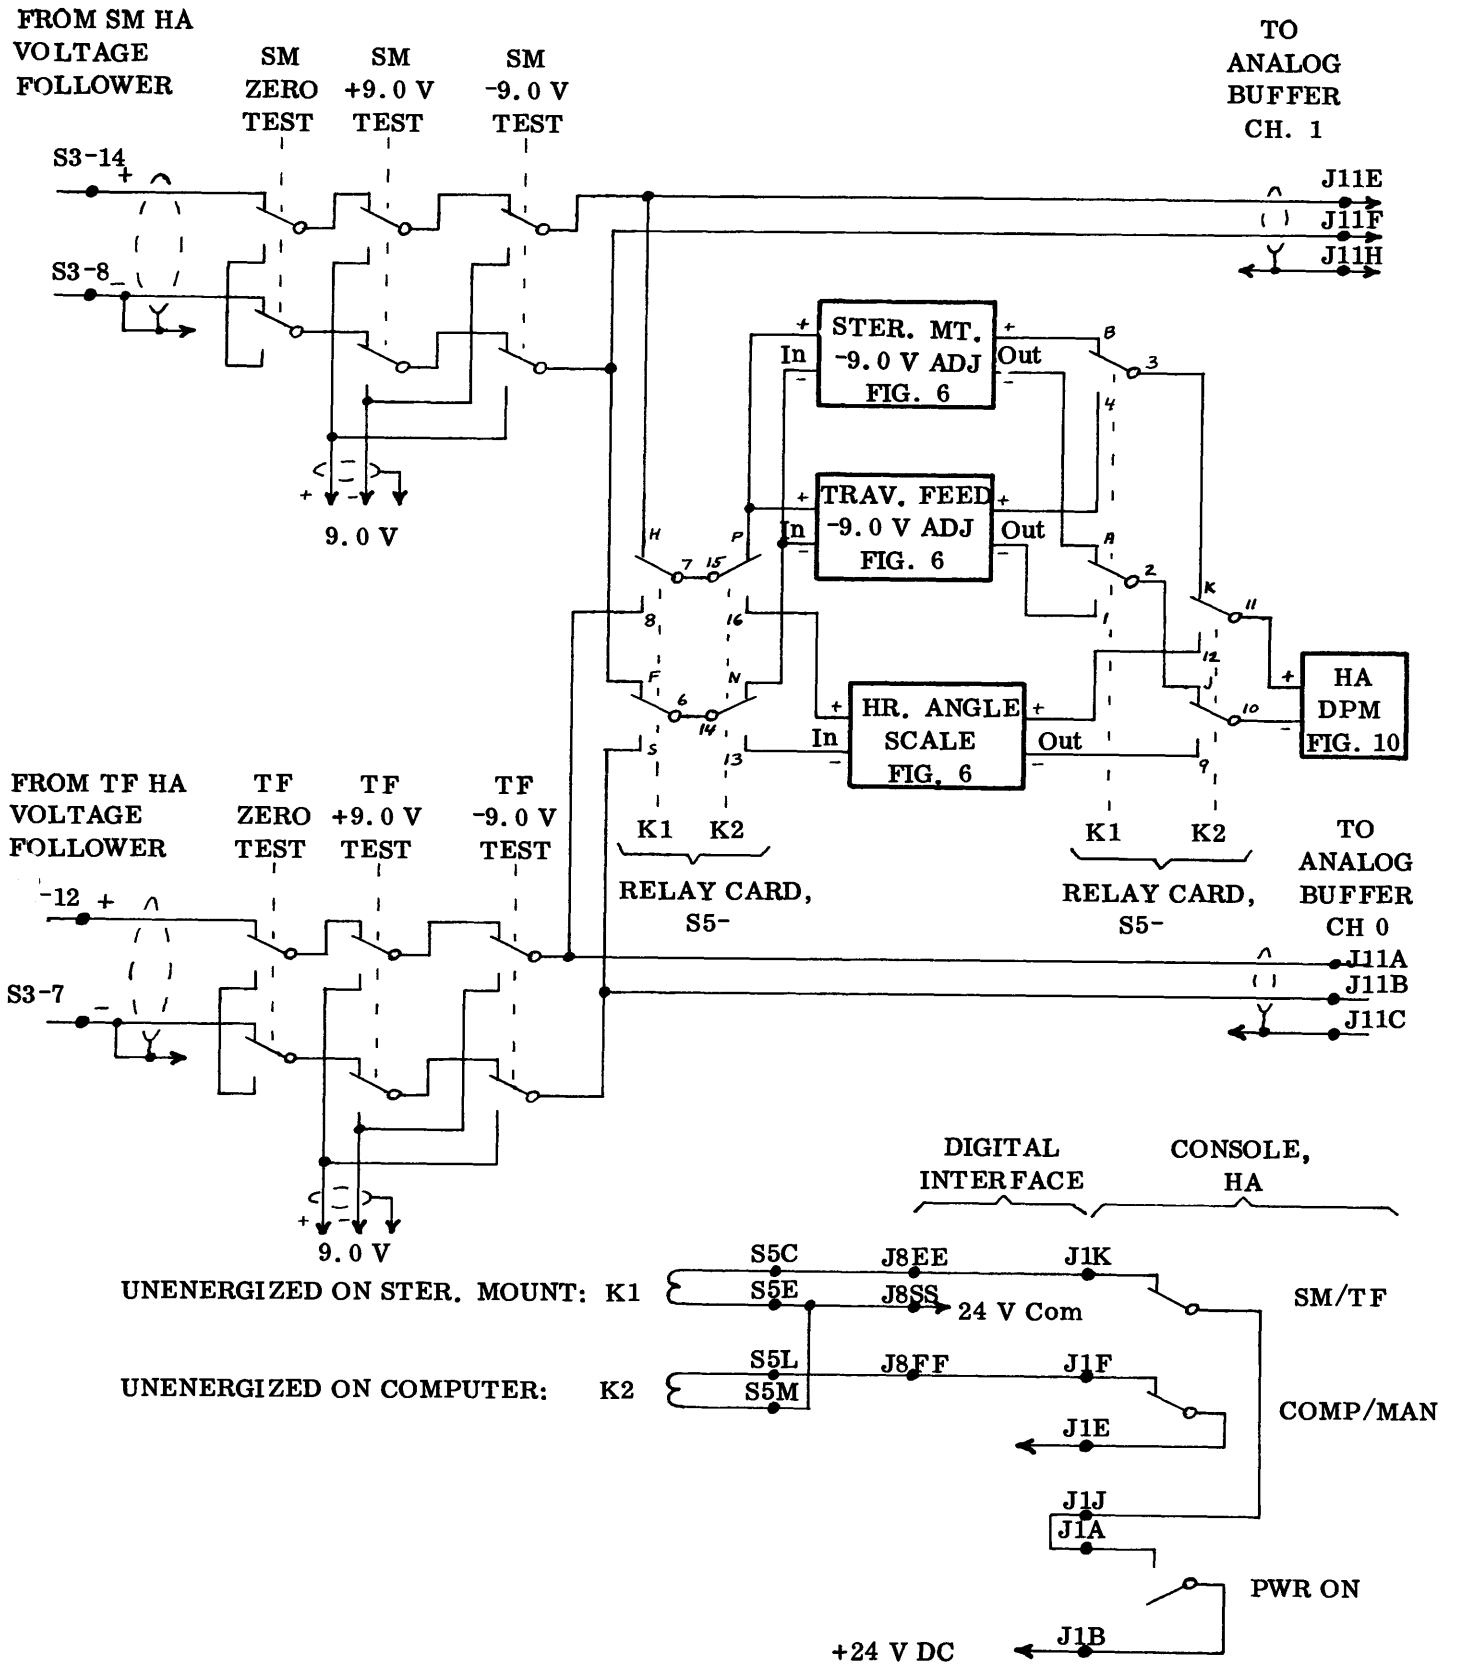 FROM SM HA
VOLTAGE
FOLLOWER
SM
ZERO
TEST
SM
+9.0 V
TEST
SM
-9.0 V
TEST
TO
ANALOG
BUFFER
CH. 1
S3-14
+
S3-8
-
J11E
J11F
J11H
+ -
9.0 V
+
In
-
STER. MT.
-9.0 V ADJ
FIG. 6
+
Out
-
B
3
4
+
In
-
TRAV. FEED
-9.0 V ADJ
FIG. 6
+
Out
-
A
2
1
H
7
15
P
8
16
F
6
14
N
S
13
K
11
12
J
10
9
+
In
-
HR. ANGLE
SCALE
FIG. 6
+
Out
-
+
-
HA
DPM
FIG. 10
K1 K2
RELAY CARD,
S5-
K1 K2
RELAY CARD,
S5-
FROM TF HA
VOLTAGE
FOLLOWER
TF
ZERO
TEST
TF
+9.0 V
TEST
TF
-9.0 V
TEST
TO
ANALOG
BUFFER
CH 0
-12 +
S3-7
-
J11A
J11B
J11C
+ -
9.0 V
DIGITAL
INTERFACE
CONSOLE,
HA
UNENERGIZED ON STER. MOUNT: K1
S5C
S5E
J8EE
J8SS
24 V Com
J1K
SM/TF
UNENERGIZED ON COMPUTER: K2
S5L
S5M
J8FF
J1F
COMP/MAN
J1E
J1J
J1A
PWR ON
+24 V DC
J1B